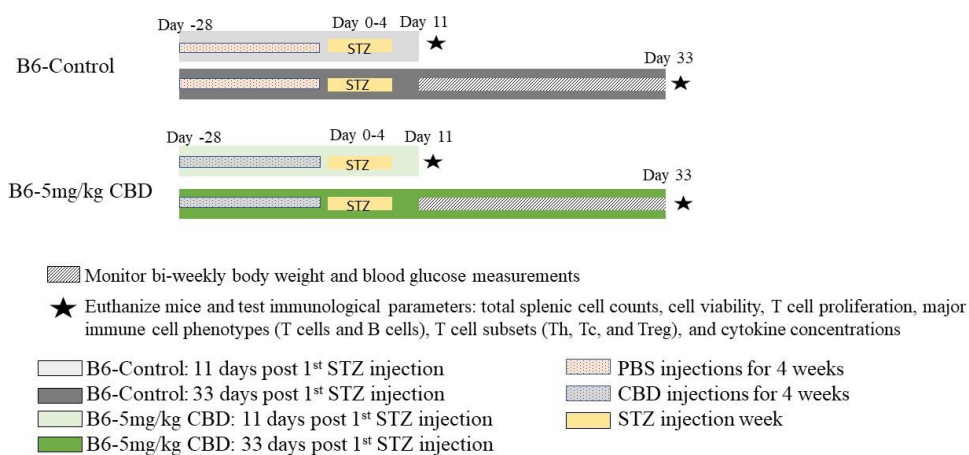 Day -28
Day 0-4
Day 11
STZ
B6-Control
Day 33
STZ
Day -28
Day 0-4
Day 11
STZ
B6-5mg/kg CBD
Day 33
STZ
Monitor bi-weekly body weight and blood glucose measurements
Euthanize mice and test immunological parameters: total splenic cell counts, cell viability, T cell proliferation, major
immune cell phenotypes (T cells and B cells), T cell subsets (Th, Tc, and Treg), and cytokine concentrations
B6-Control: 11 days post 1st STZ injection
B6-Control: 33 days post 1st STZ injection
B6-5mg/kg CBD: 11 days post 1st STZ injection
B6-5mg/kg CBD: 33 days post 1st STZ injection
PBS injections for 4 weeks
CBD injections for 4 weeks
STZ injection week